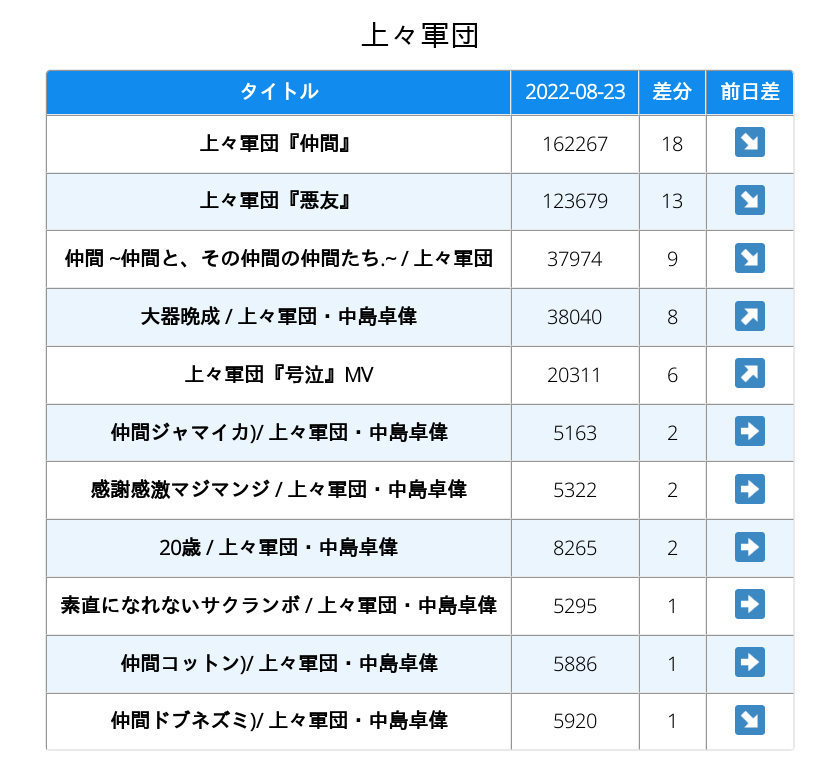 上々軍団
タイトル 2022-08-23 差分 前日差
上々軍団『仲間』 162267 18 ↘
上々軍団『悪友』 123679 13 ↘
仲間 ~仲間と、その仲間の仲間たち.~ / 上々軍団 37974 9 ↘
大器晩成 / 上々軍団・中島卓偉 38040 8 ↗
上々軍団『号泣』MV 20311 6 ↗
仲間ジャマイカ)/ 上々軍団・中島卓偉 5163 2 ➡
感謝感激マジマンジ / 上々軍団・中島卓偉 5322 2 ➡
20歳 / 上々軍団・中島卓偉 8265 2 ➡
素直になれないサクランボ / 上々軍団・中島卓偉 5295 1 ➡
仲間コットン)/ 上々軍団・中島卓偉 5886 1 ➡
仲間ドブネズミ)/ 上々軍団・中島卓偉 5920 1 ↘